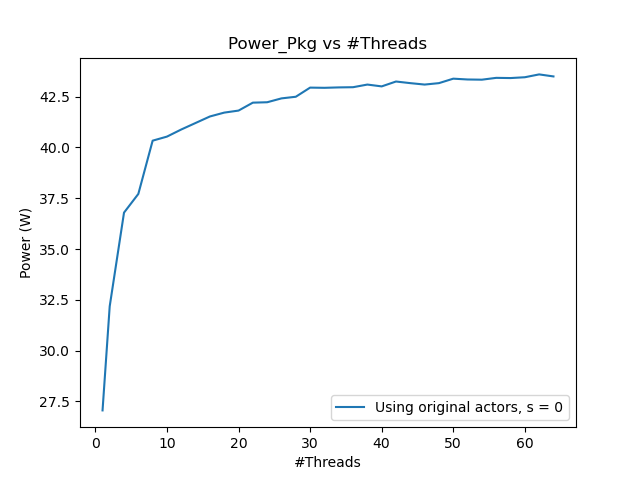 Power_Pkg vs #Threads
Power (W)
42.5
40.0
37.5
35.0
32.5
30.0
27.5
Using original actors, s = 0
0 10 20 30 40 50 60
#Threads